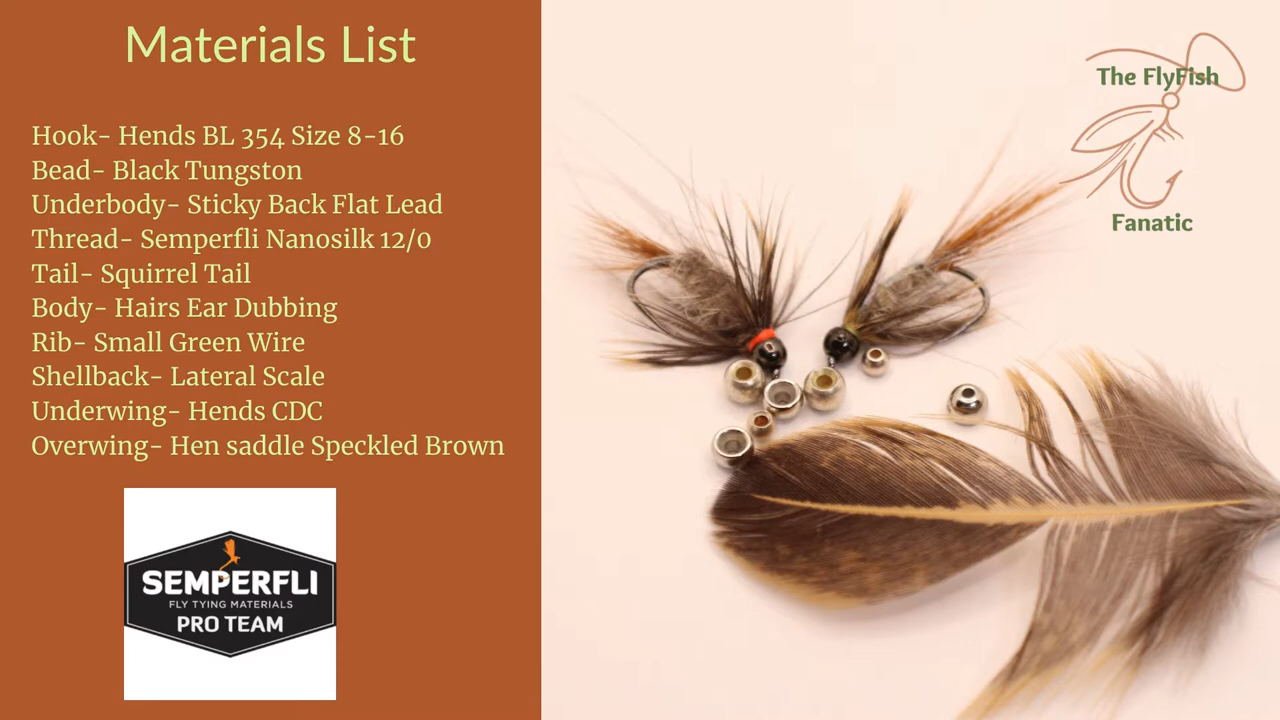 Materials List
Hook- Hends BL 354 Size 8-16
Bead- Black Tungston
Underbody- Sticky Back Flat Lead
Thread- Semperfli Nanosilk 12/0
Tail- Squirrel Tail
Body- Hairs Ear Dubbing
Rib- Small Green Wire
Shellback- Lateral Scale
Underwing- Hends CDC
Overwing- Hen saddle Speckled Brown
SEMPERFLI
FLY TYING MATERIALS
PRO TEAM
The FlyFish
Fanatic